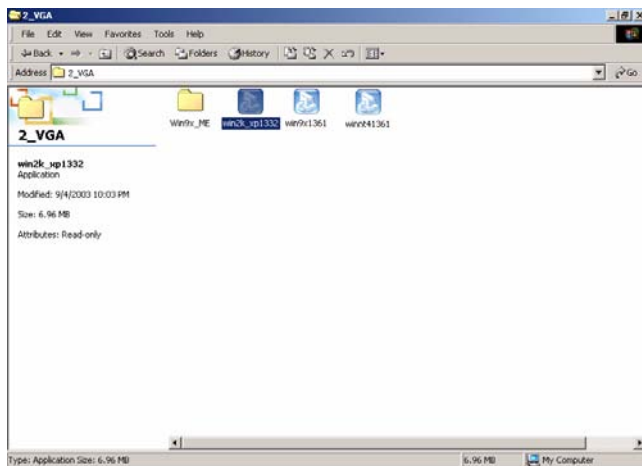 2_VGA
File Edit View Favorites Tools Help
Back Search Folders History
Address 2_VGA Go
Win9x_ME win2k_xp1332 win9x1361 winnt41361
2_VGA
win2k_xp1332
Application
Modified: 9/4/2003 10:03 PM
Size: 6.96 MB
Attributes: Read-only
Type: Application Size: 6.96 MB 6.96 MB My Computer